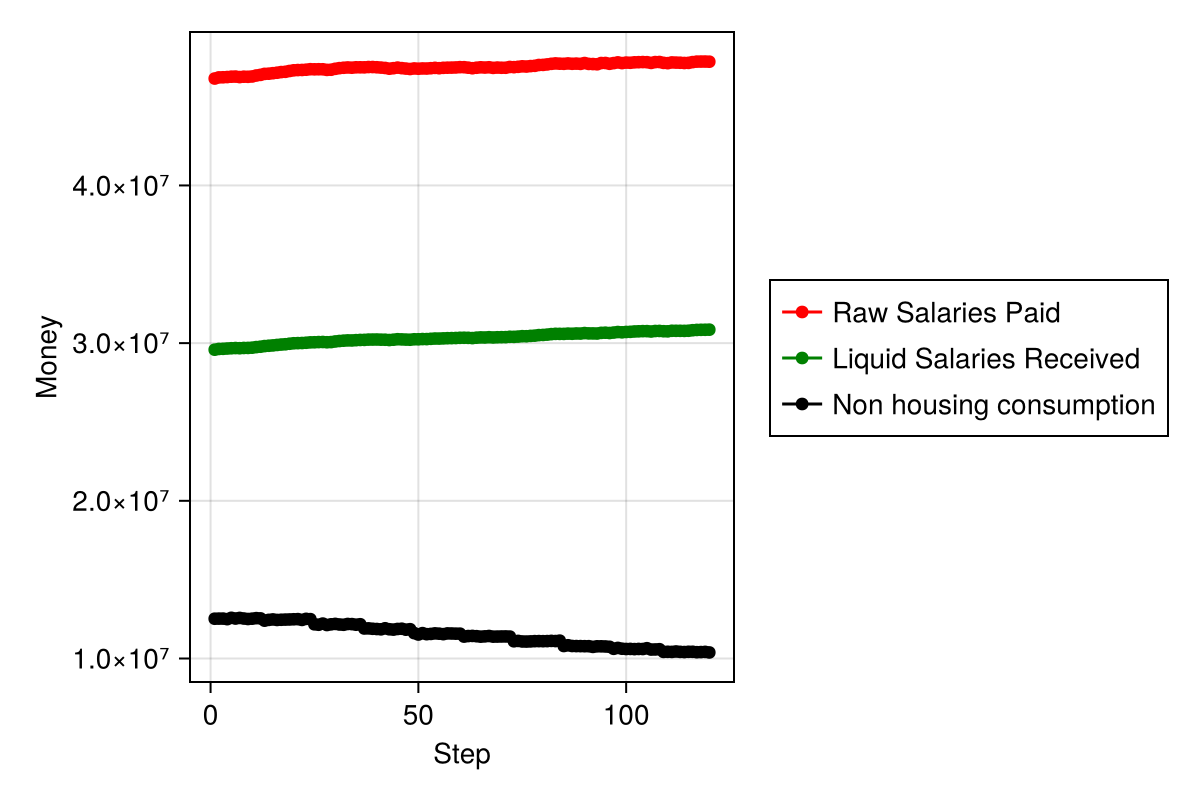 Money
4.0×10⁷
3.0×10⁷
2.0×10⁷
1.0×10⁷
0 50 100
Step
Raw Salaries Paid
Liquid Salaries Received
Non housing consumption